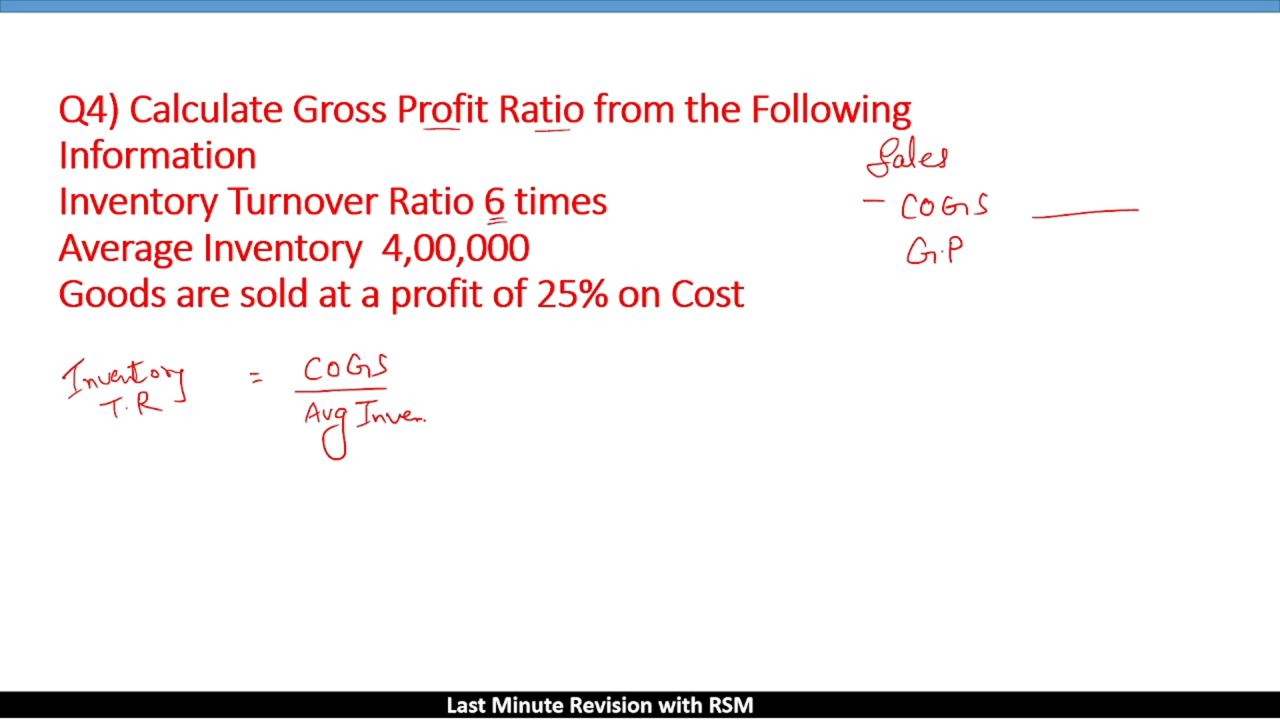 Q4) Calculate Gross Profit Ratio from the Following
Information
Inventory Turnover Ratio 6 times
Average Inventory 4,00,000
Goods are sold at a profit of 25% on Cost
Sales
- COGS
G.P
Inventory = COGS
T.R Avg Inven.
Last Minute Revision with RSM